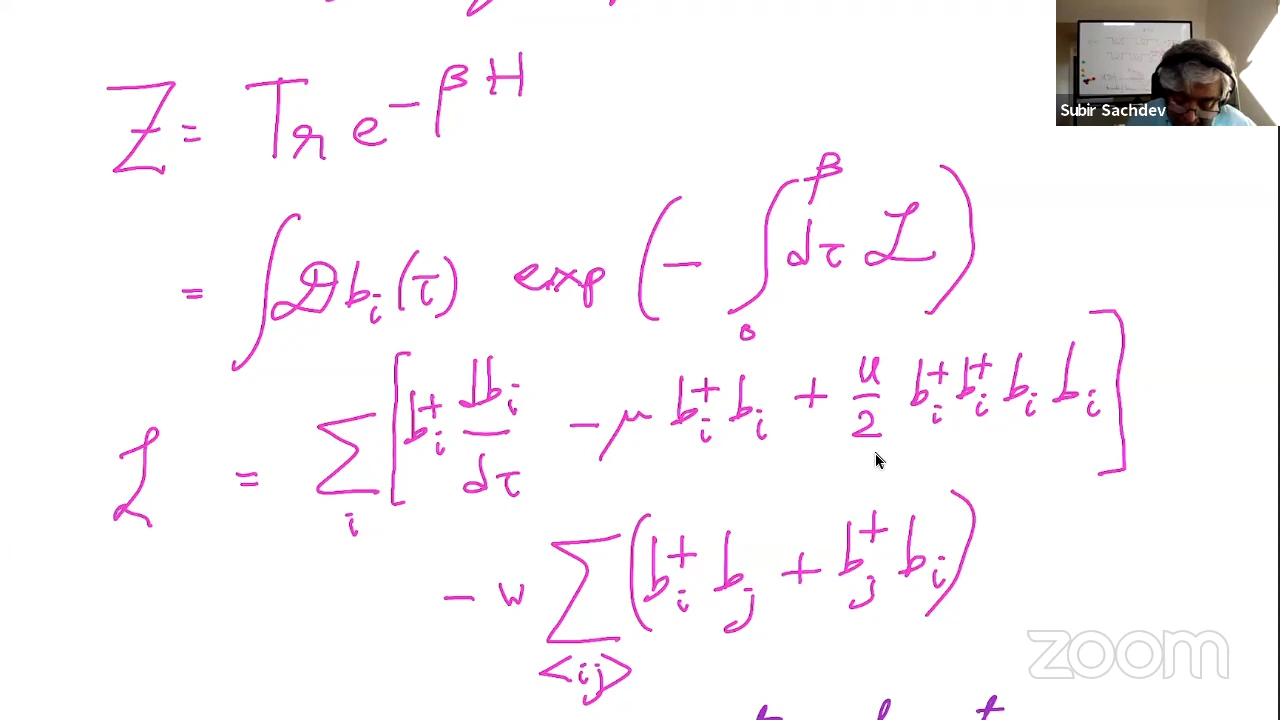 Subir Sachdev
Z = Tr e^{-βH}
= ∫ 𝒟b_i(τ) exp(-∫_0^β dτ ℒ)
ℒ = Σ_i [b_i^+ db_i/dτ - μ b_i^+ b_i + u/2 b_i^+ b_i^+ b_i b_i]
- w Σ_{<ij>} (b_i^+ b_j + b_j^+ b_i)
zoom